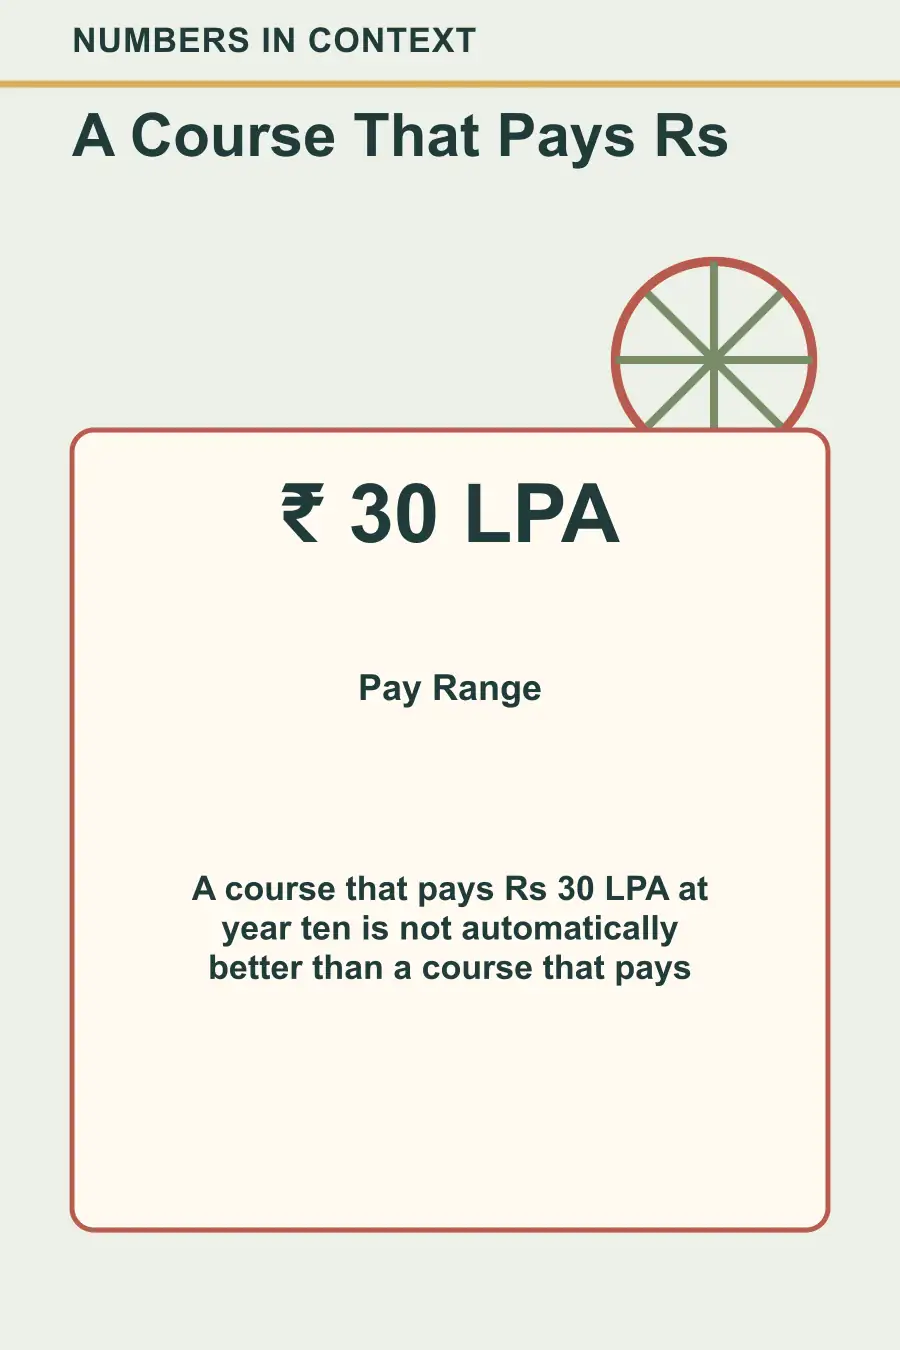 NUMBERS IN CONTEXT
A Course That Pays Rs
₹ 30 LPA
Pay Range
A course that pays Rs 30 LPA at
year ten is not automatically
better than a course that pays